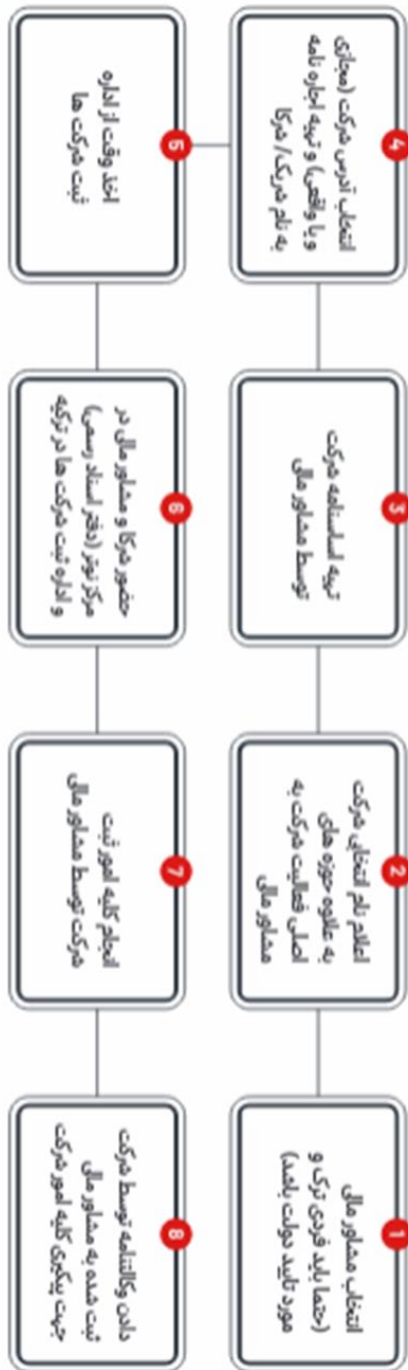 1
انتخاب مشاور مالی
(حتما باید فردی ترک و
مورد تایید دولت باشد)
2
اعلام نام انتخابی شرکت
به علاوه حوزه های
اصلی فعالیت شرکت به
مشاور مالی
3
تهیه اساسنامه شرکت
توسط مشاور مالی
4
انتخاب آدرس شرکت (مجازی
و یا واقعی) و تهیه اجاره نامه
به نام شریک/ شرکا
5
اخذ وقت از اداره
ثبت شرکت ها
6
حضور شرکا و مشاور مالی در
مرکز نوتر (دفتر اسناد رسمی)
و اداره ثبت شرکت ها در ترکیه
7
انجام کلیه امور ثبت
شرکت توسط مشاور مالی
8
دادن وکالتنامه توسط شرکت
ثبت شده به مشاور مالی
جهت پیگیری کلیه امور شرکت